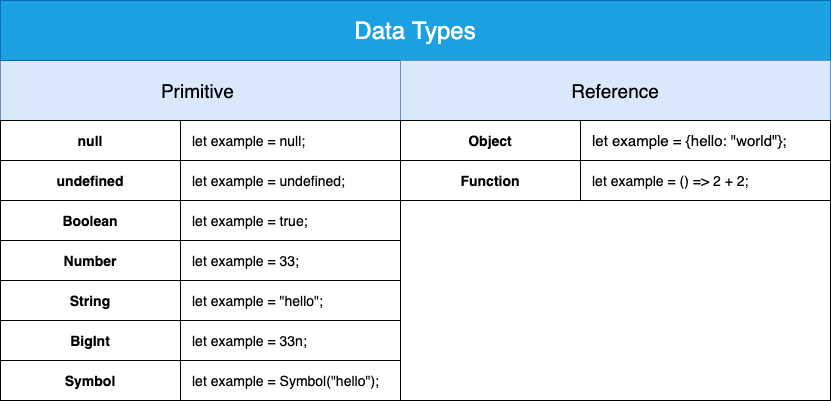 Data Types
Primitive
Reference
null
let example = null;
Object
let example = {hello: "world"};
undefined
let example = undefined;
Function
let example = () => 2 + 2;
Boolean
let example = true;
Number
let example = 33;
String
let example = "hello";
BigInt
let example = 33n;
Symbol
let example = Symbol("hello");